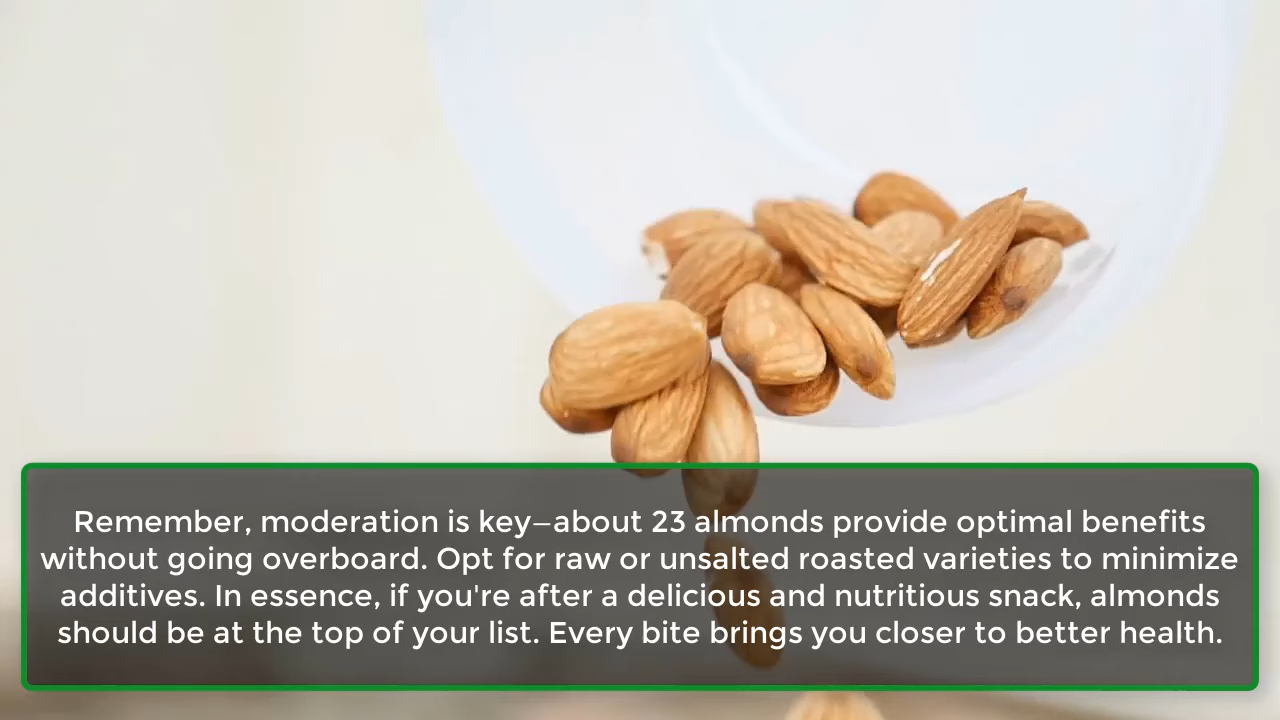 Remember, moderation is key—about 23 almonds provide optimal benefits
without going overboard. Opt for raw or unsalted roasted varieties to minimize
additives. In essence, if you're after a delicious and nutritious snack, almonds
should be at the top of your list. Every bite brings you closer to better health.